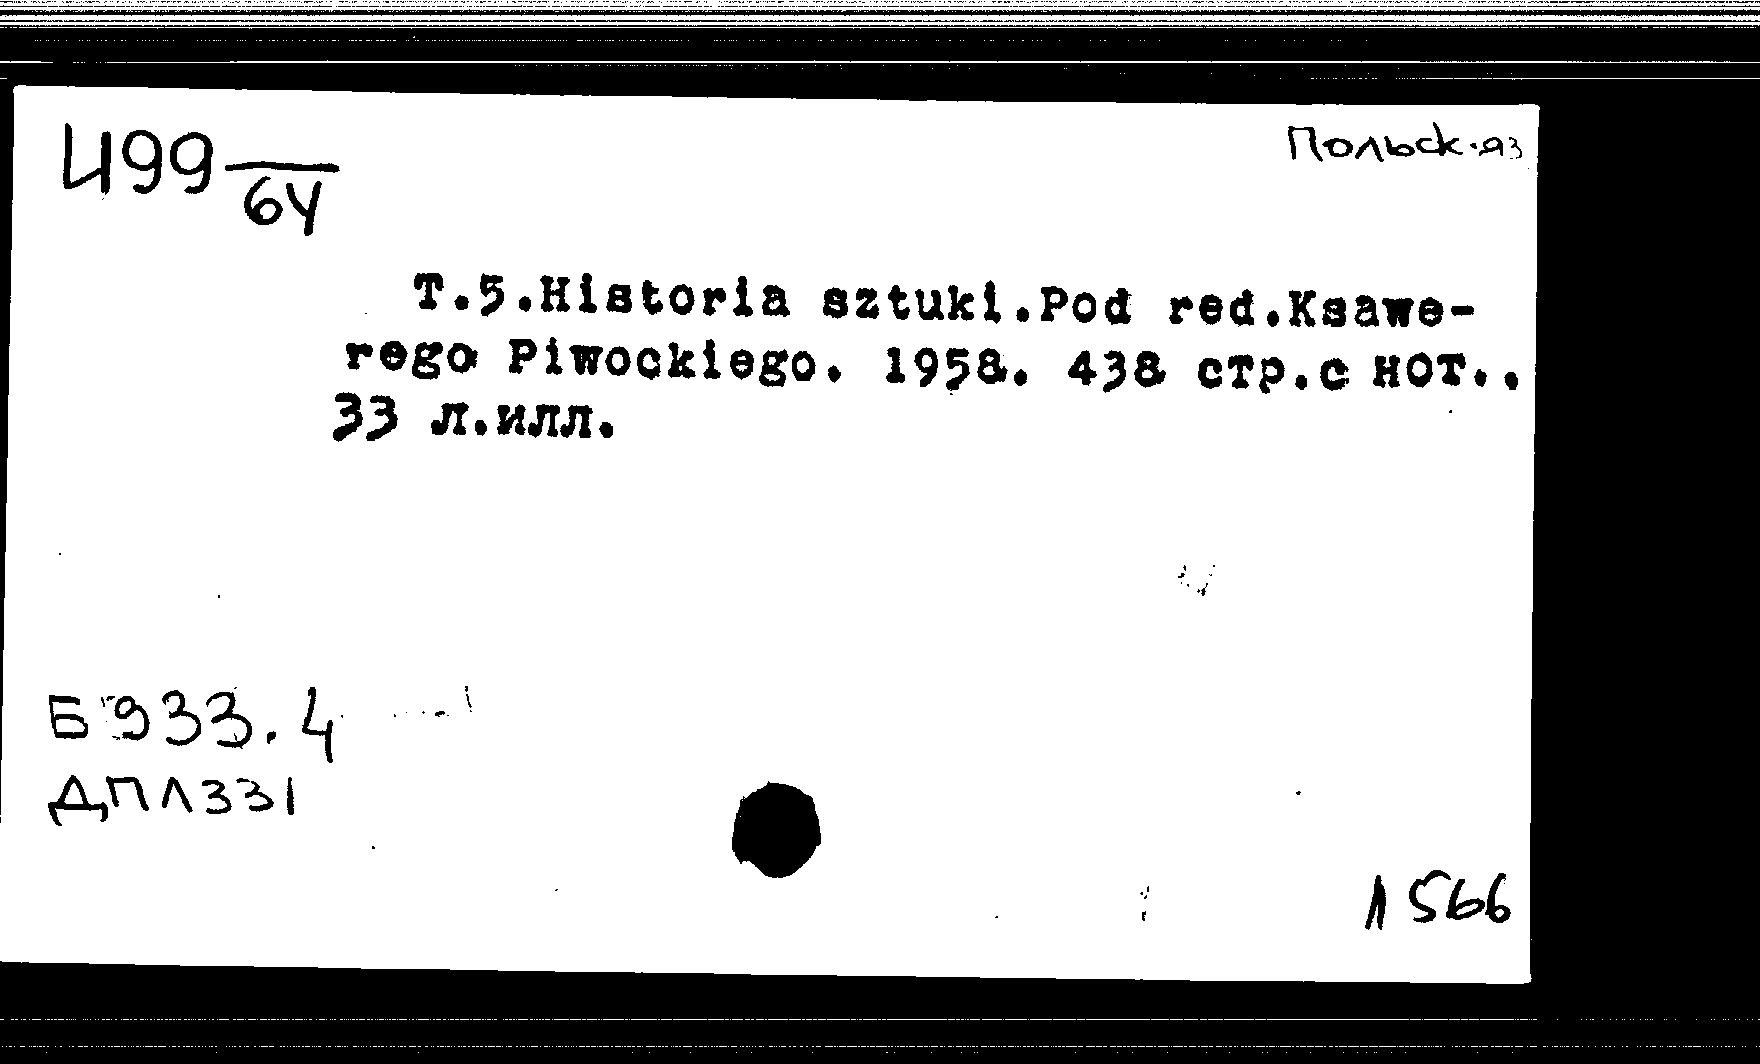 Ц99
Польск.яз
64
Т.5.Historia sztuki.Pod red.Ksawe-
rego Piwockiego. 1958. 438 стр.с нот..
33 л.илл.
Б933.4
ДПЛ331
Л566